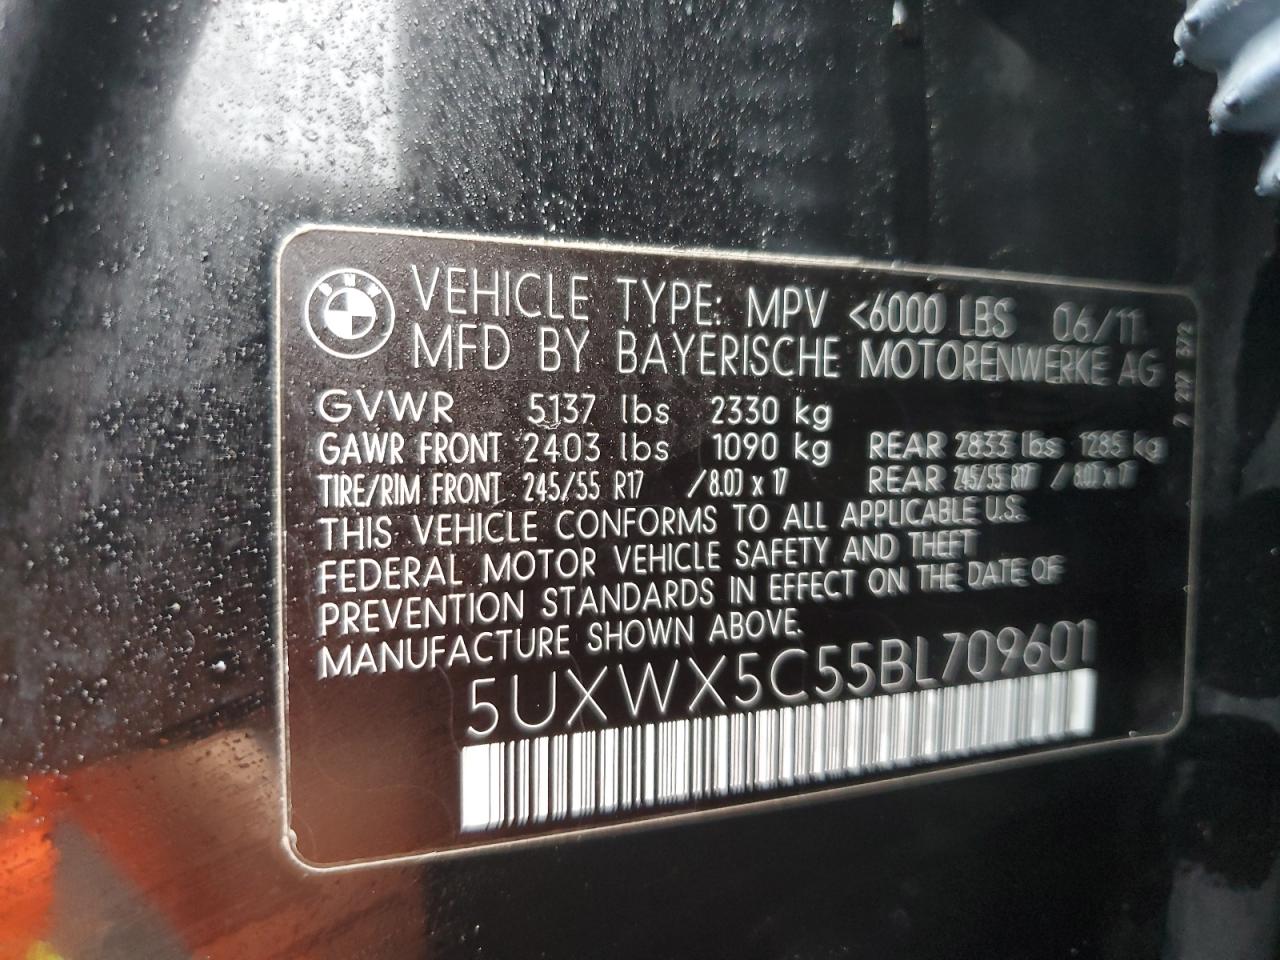 BMW
VEHICLE TYPE: MPV <6000 LBS 06/11
MFD BY BAYERISCHE MOTORENWERKE AG
GVWR 5137 lbs 2330 kg
GAWR FRONT 2403 lbs 1090 kg REAR 2833 lbs 1285 kg
TIRE/RIM FRONT 245/55 R17 /8.0J x 17 REAR 245/55 R17 /8.0J x 17
THIS VEHICLE CONFORMS TO ALL APPLICABLE U.S.
FEDERAL MOTOR VEHICLE SAFETY AND THEFT
PREVENTION STANDARDS IN EFFECT ON THE DATE OF
MANUFACTURE SHOWN ABOVE.
5UXWX5C55BL709601